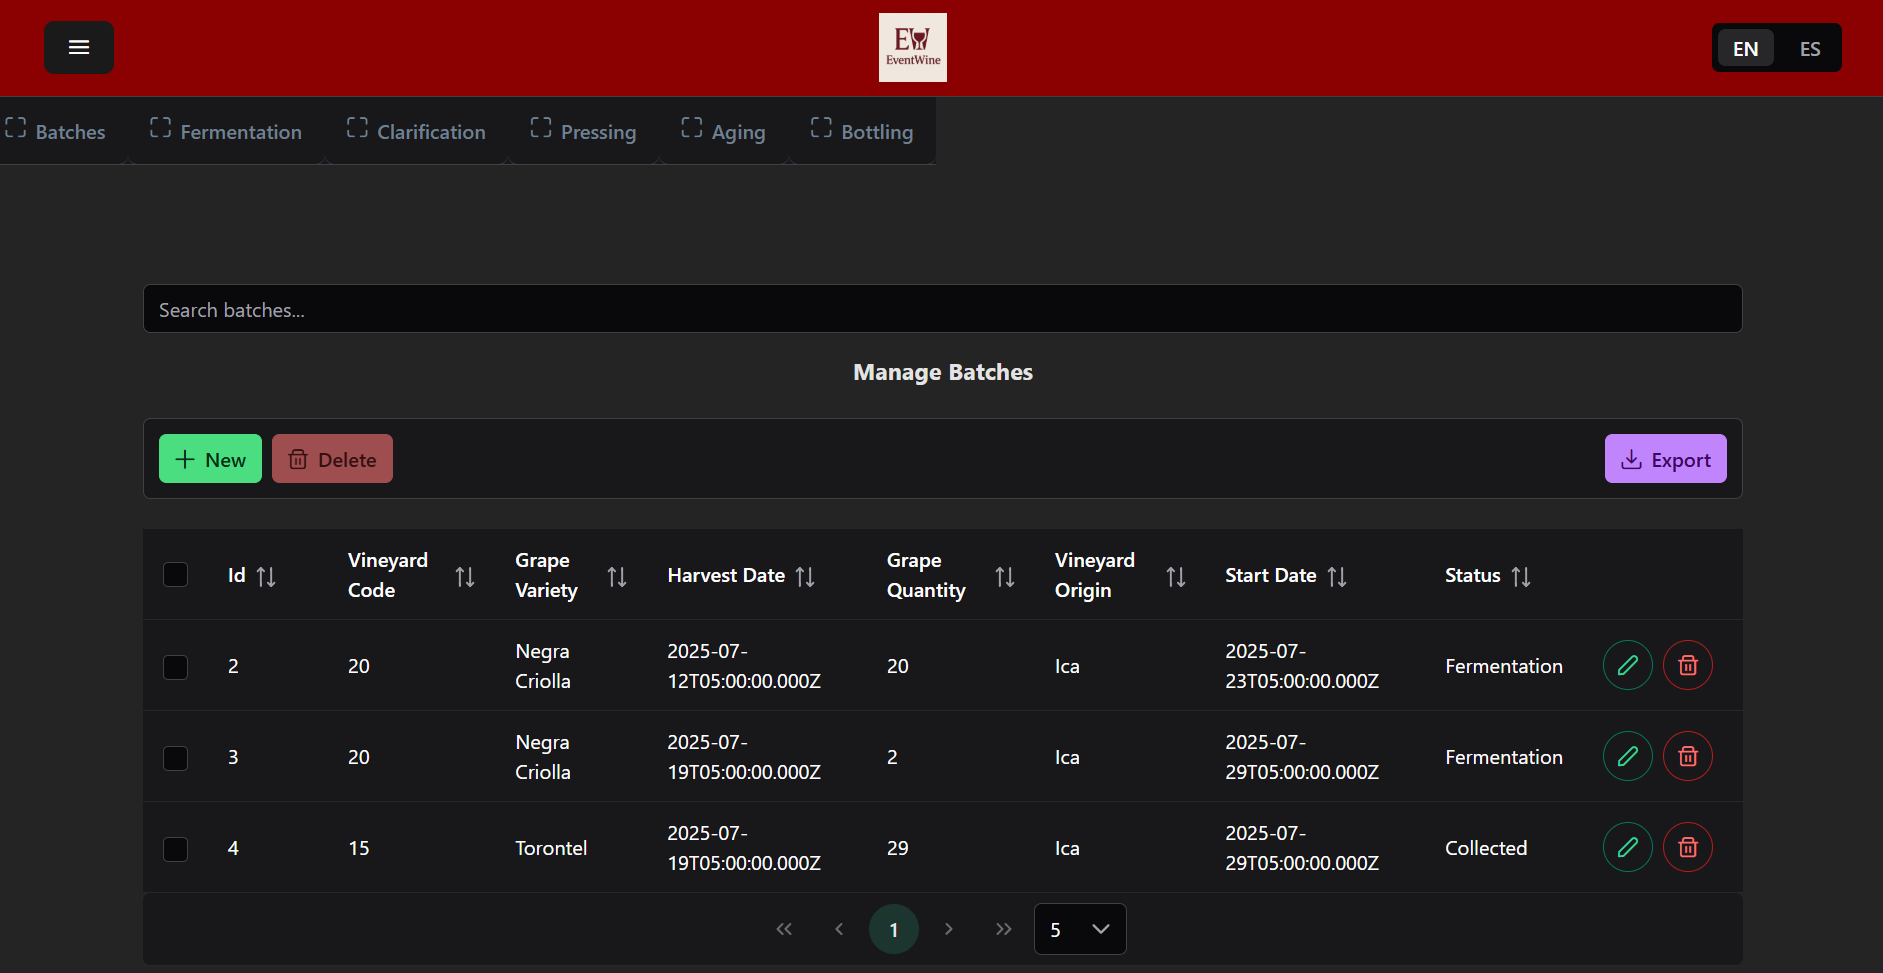 EW
EventWine
EN ES
Batches Fermentation Clarification Pressing Aging Bottling
Search batches...
Manage Batches
New Delete Export
Id Vineyard Code Grape Variety Harvest Date Grape Quantity Vineyard Origin Start Date Status
2 20 Negra Criolla 2025-07-12T05:00:00.000Z 20 Ica 2025-07-23T05:00:00.000Z Fermentation
3 20 Negra Criolla 2025-07-19T05:00:00.000Z 2 Ica 2025-07-29T05:00:00.000Z Fermentation
4 15 Torontel 2025-07-19T05:00:00.000Z 29 Ica 2025-07-29T05:00:00.000Z Collected
1 5